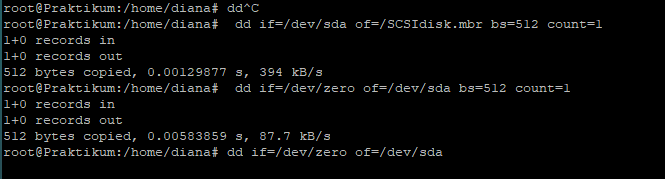 root@Praktikum:/home/diana# dd^C
root@Praktikum:/home/diana#  dd if=/dev/sda of=/SCSIdisk.mbr bs=512 count=1
1+0 records in
1+0 records out
512 bytes copied, 0.00129877 s, 394 kB/s
root@Praktikum:/home/diana#  dd if=/dev/zero of=/dev/sda bs=512 count=1
1+0 records in
1+0 records out
512 bytes copied, 0.00583859 s, 87.7 kB/s
root@Praktikum:/home/diana# dd if=/dev/zero of=/dev/sda